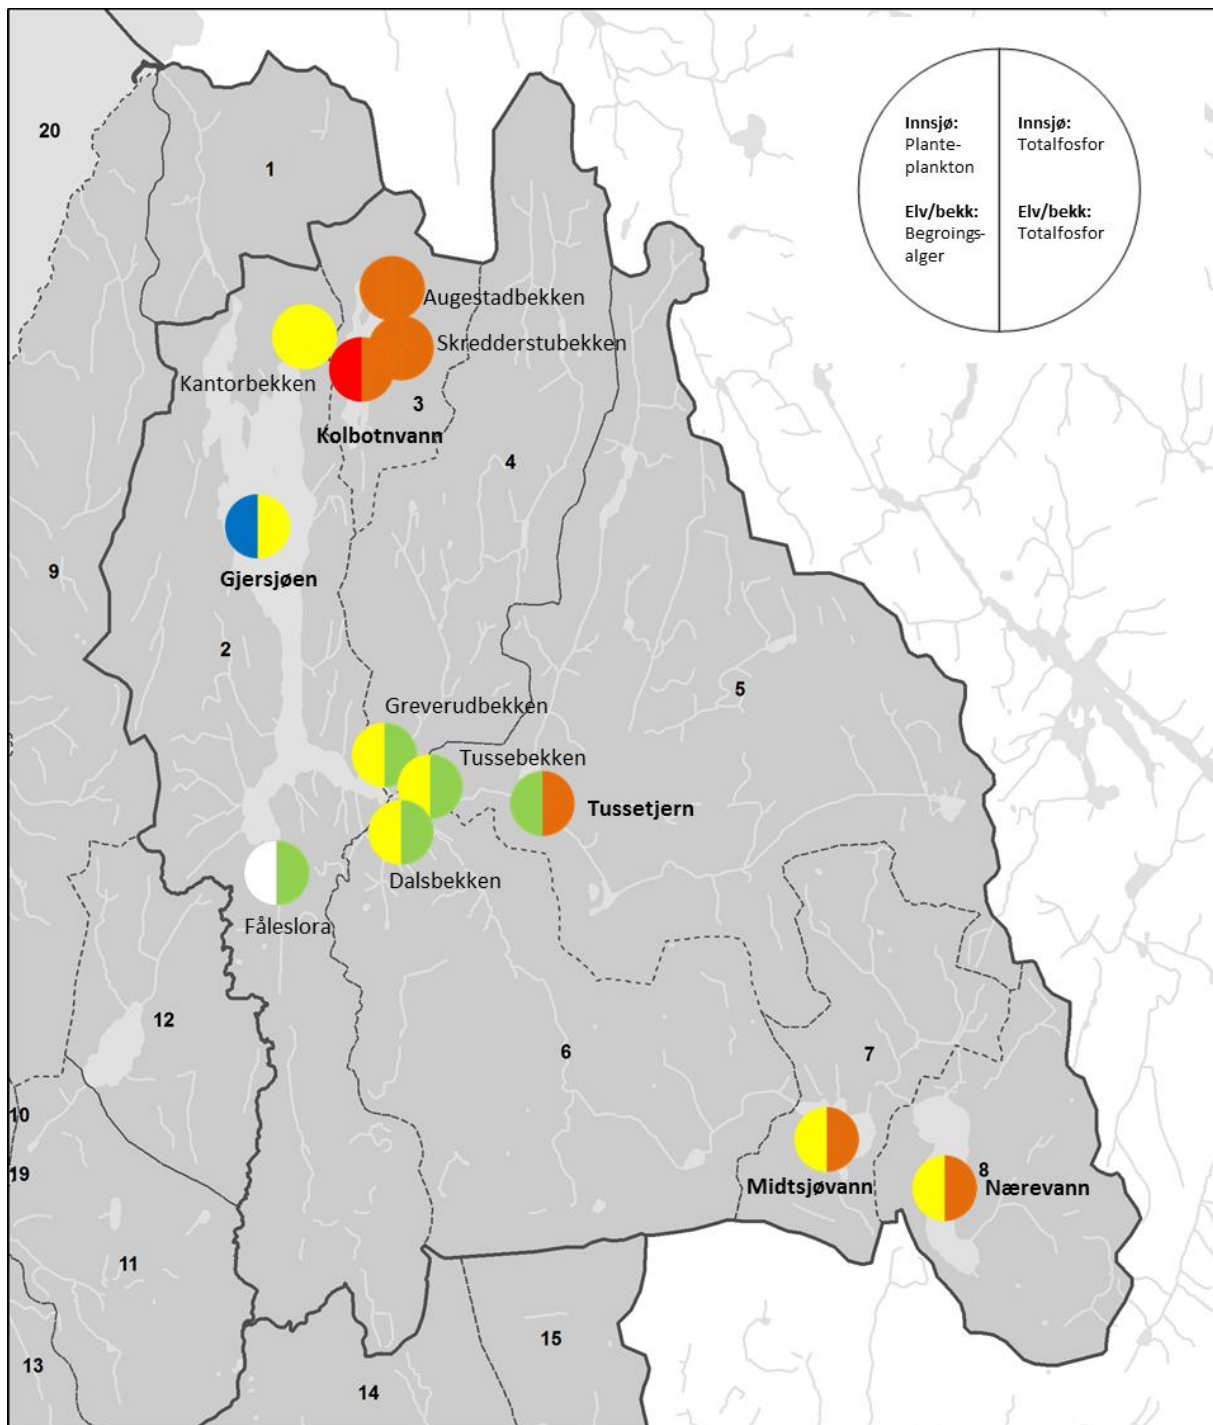 20
1
Innsjø:
Plante-
plankton
Innsjø:
Totalfosfor
Elv/bekk:
Begroings-
alger
Elv/bekk:
Totalfosfor
Augestadbekken
Skredderstubekken
Kantorbekken
3
Kolbotnvann
4
9
Gjersjøen
2
5
Greverudbekken
Tussebekken
Tussetjern
Dalsbekken
Fåleslora
12
6
7
10
19
8
Midtsjøvann
Nærevann
11
13
14
15